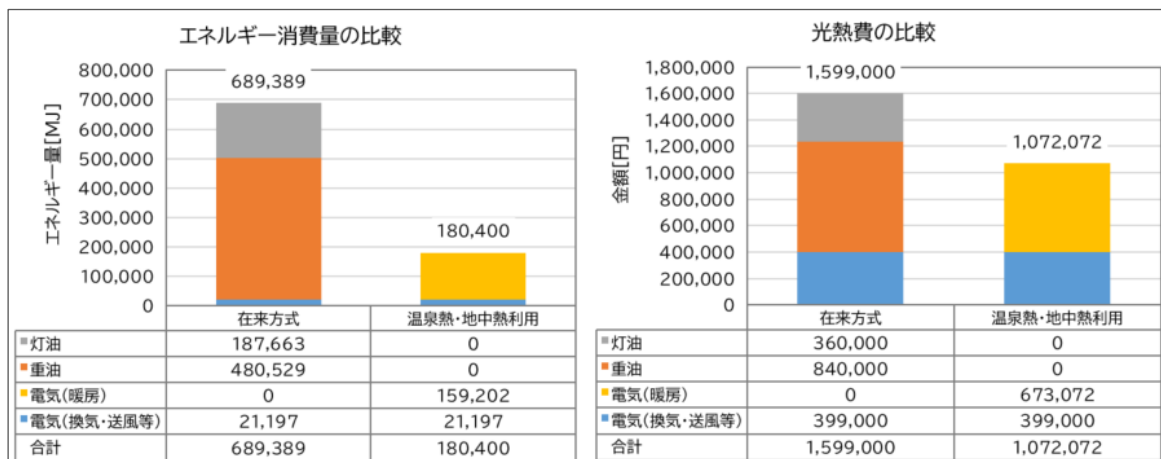 エネルギー消費量の比較
エネルギー量[MJ]
800,000
700,000
600,000
500,000
400,000
300,000
200,000
100,000
0
689,389
180,400
在来方式 温泉熱・地中熱利用
灯油 187,663 0
重油 480,529 0
電気(暖房) 0 159,202
電気(換気・送風等) 21,197 21,197
合計 689,389 180,400
光熱費の比較
金額[円]
1,800,000
1,600,000
1,400,000
1,200,000
1,000,000
800,000
600,000
400,000
200,000
0
1,599,000
1,072,072
在来方式 温泉熱・地中熱利用
灯油 360,000 0
重油 840,000 0
電気(暖房) 0 673,072
電気(換気・送風等) 399,000 399,000
合計 1,599,000 1,072,072